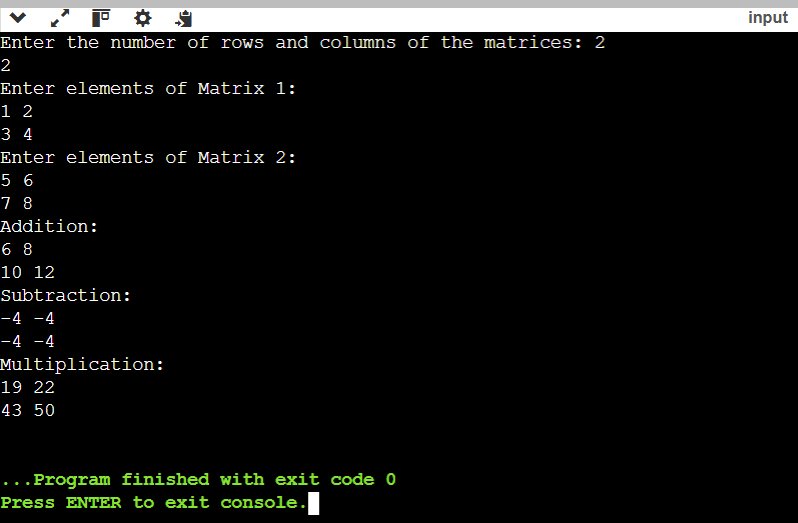 input
Enter the number of rows and columns of the matrices: 2
2
Enter elements of Matrix 1:
1 2
3 4
Enter elements of Matrix 2:
5 6
7 8
Addition:
6 8
10 12
Subtraction:
-4 -4
-4 -4
Multiplication:
19 22
43 50
...Program finished with exit code 0
Press ENTER to exit console.